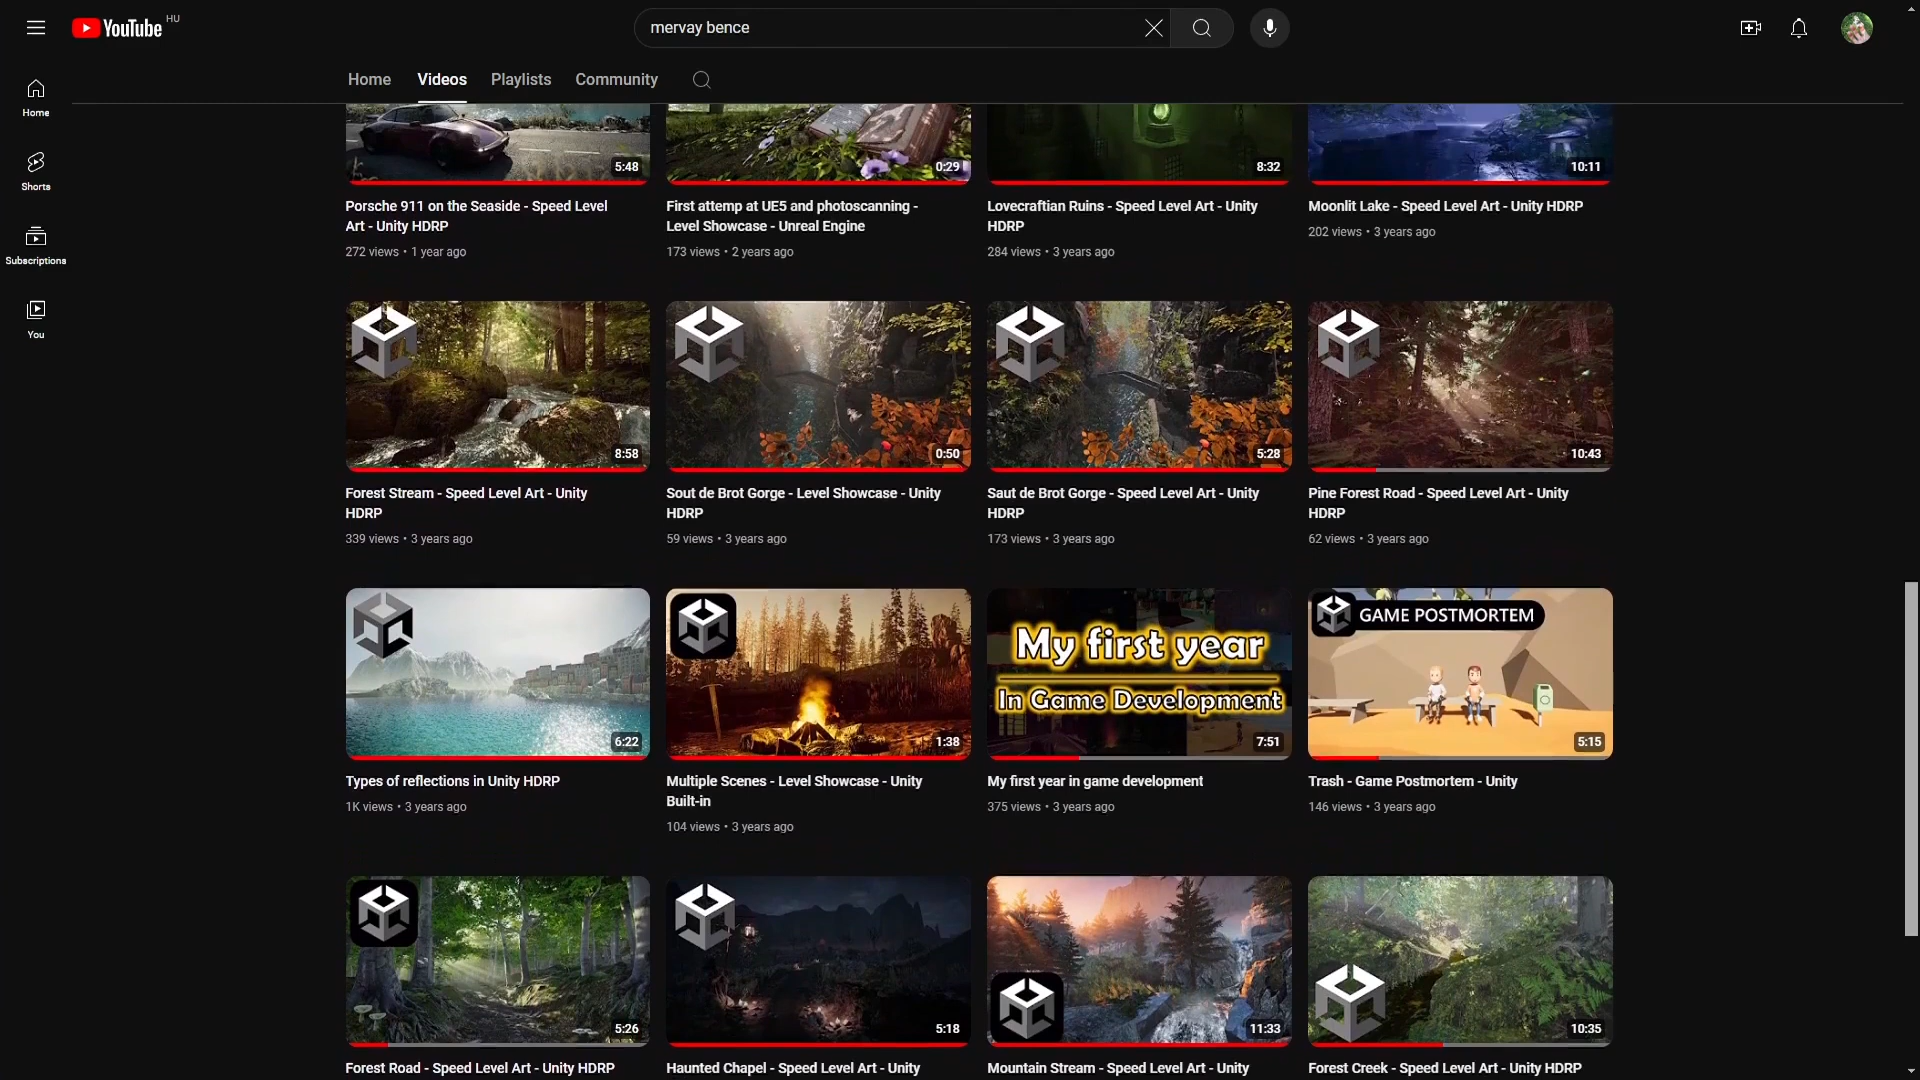 YouTube HU
mervay bence
Home
Videos
Playlists
Community
Home
Shorts
Subscriptions
You
5:48
0:29
8:32
10:11
Porsche 911 on the Seaside - Speed Level
Art - Unity HDRP
272 views • 1 year ago
First attemp at UE5 and photoscanning -
Level Showcase - Unreal Engine
173 views • 2 years ago
Lovecraftian Ruins - Speed Level Art - Unity
HDRP
284 views • 3 years ago
Moonlit Lake - Speed Level Art - Unity HDRP
202 views • 3 years ago
8:58
0:50
5:28
10:43
Forest Stream - Speed Level Art - Unity
HDRP
339 views • 3 years ago
Sout de Brot Gorge - Level Showcase - Unity
HDRP
59 views • 3 years ago
Saut de Brot Gorge - Speed Level Art - Unity
HDRP
173 views • 3 years ago
Pine Forest Road - Speed Level Art - Unity
HDRP
62 views • 3 years ago
6:22
1:38
My first year
In Game Development
7:51
GAME POSTMORTEM
5:15
Types of reflections in Unity HDRP
1K views • 3 years ago
Multiple Scenes - Level Showcase - Unity
Built-in
104 views • 3 years ago
My first year in game development
375 views • 3 years ago
Trash - Game Postmortem - Unity
146 views • 3 years ago
5:26
5:18
11:33
10:35
Forest Road - Speed Level Art - Unity HDRP
Haunted Chapel - Speed Level Art - Unity
Mountain Stream - Speed Level Art - Unity
Forest Creek - Speed Level Art - Unity HDRP